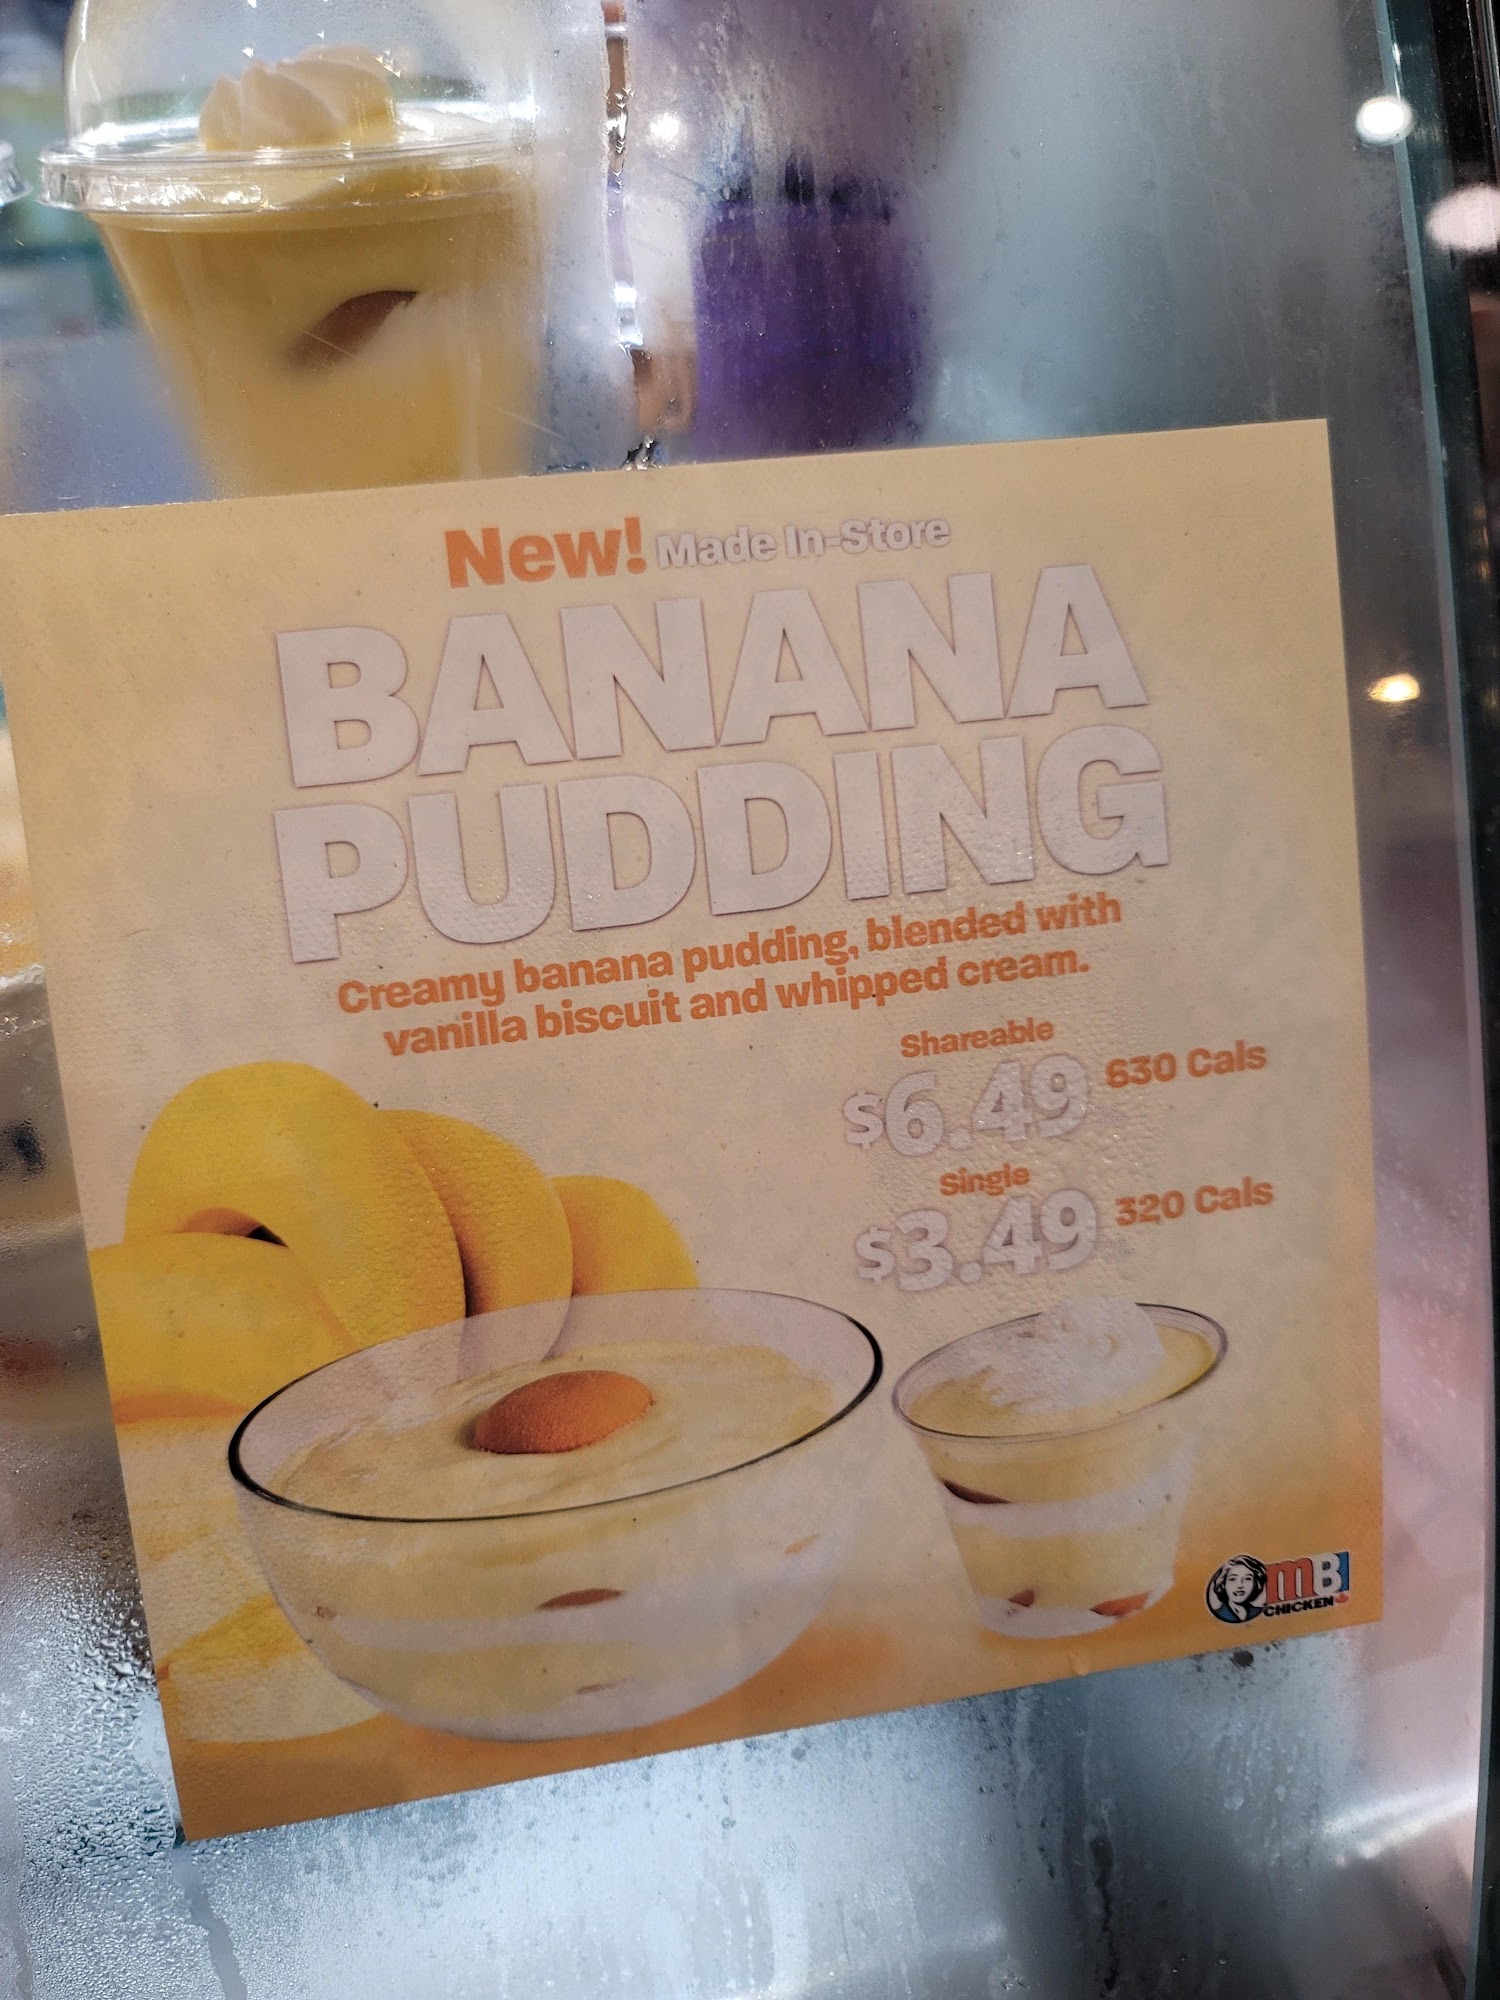 New! Made In-Store
BANANA
PUDDING
Creamy banana pudding, blended with
vanilla biscuit and whipped cream.
Shareable
$6.49 630 Cals
Single
$3.49 320 Cals
mB
CHICKEN